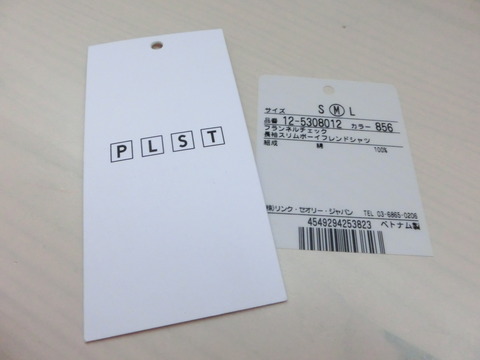 PLST
サイズ S M L
品番 12-5308012 カラー 856
フランネルチェック
長袖スリムボーイフレンドシャツ
組成 綿 100%
(株)リンク・セオリー・ジャパン TEL 03-6865-0206
4549294253823 ベトナム製